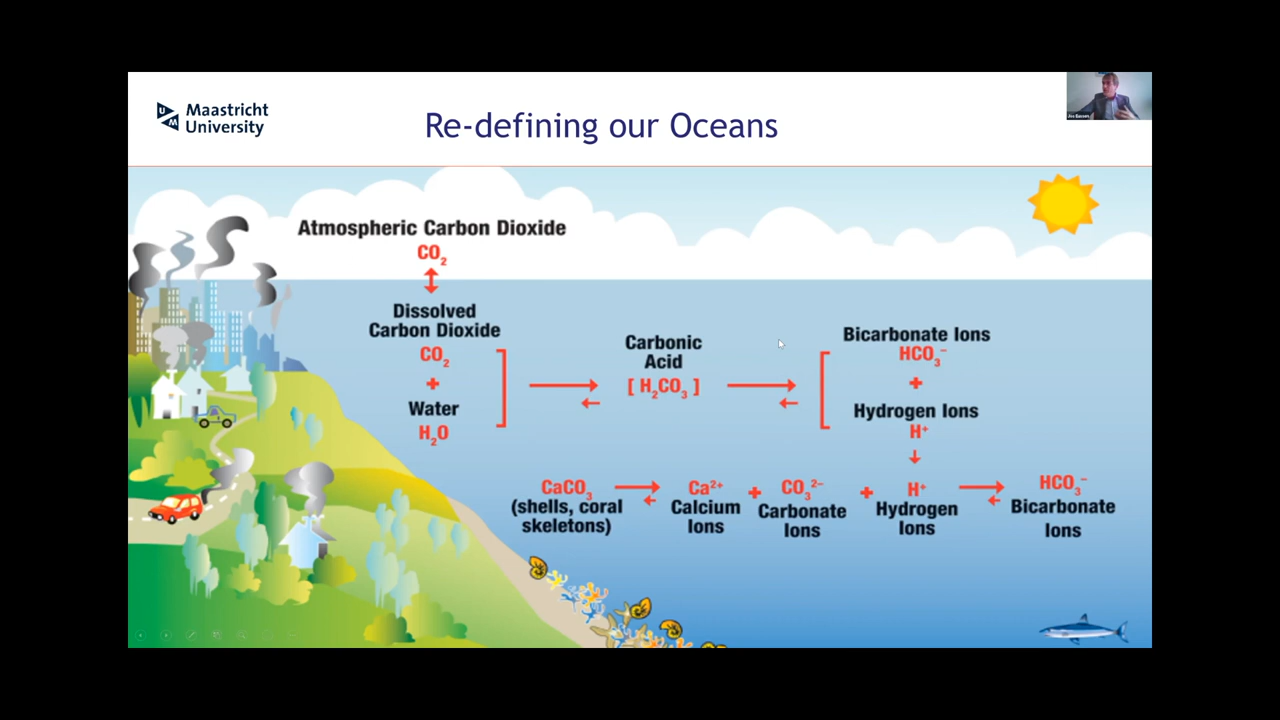 Maastricht
University
Re-defining our Oceans
Atmospheric Carbon Dioxide
CO₂
Dissolved
Carbon Dioxide
CO₂
+
Water
H₂O
Carbonic
Acid
[ H₂CO₃ ]
Bicarbonate Ions
HCO₃⁻
+
Hydrogen Ions
H⁺
CaCO₃
(shells, coral
skeletons)
Ca²⁺
Calcium
Ions
+
CO₃²⁻
Carbonate
Ions
+
H⁺
Hydrogen
Ions
HCO₃⁻
Bicarbonate
Ions